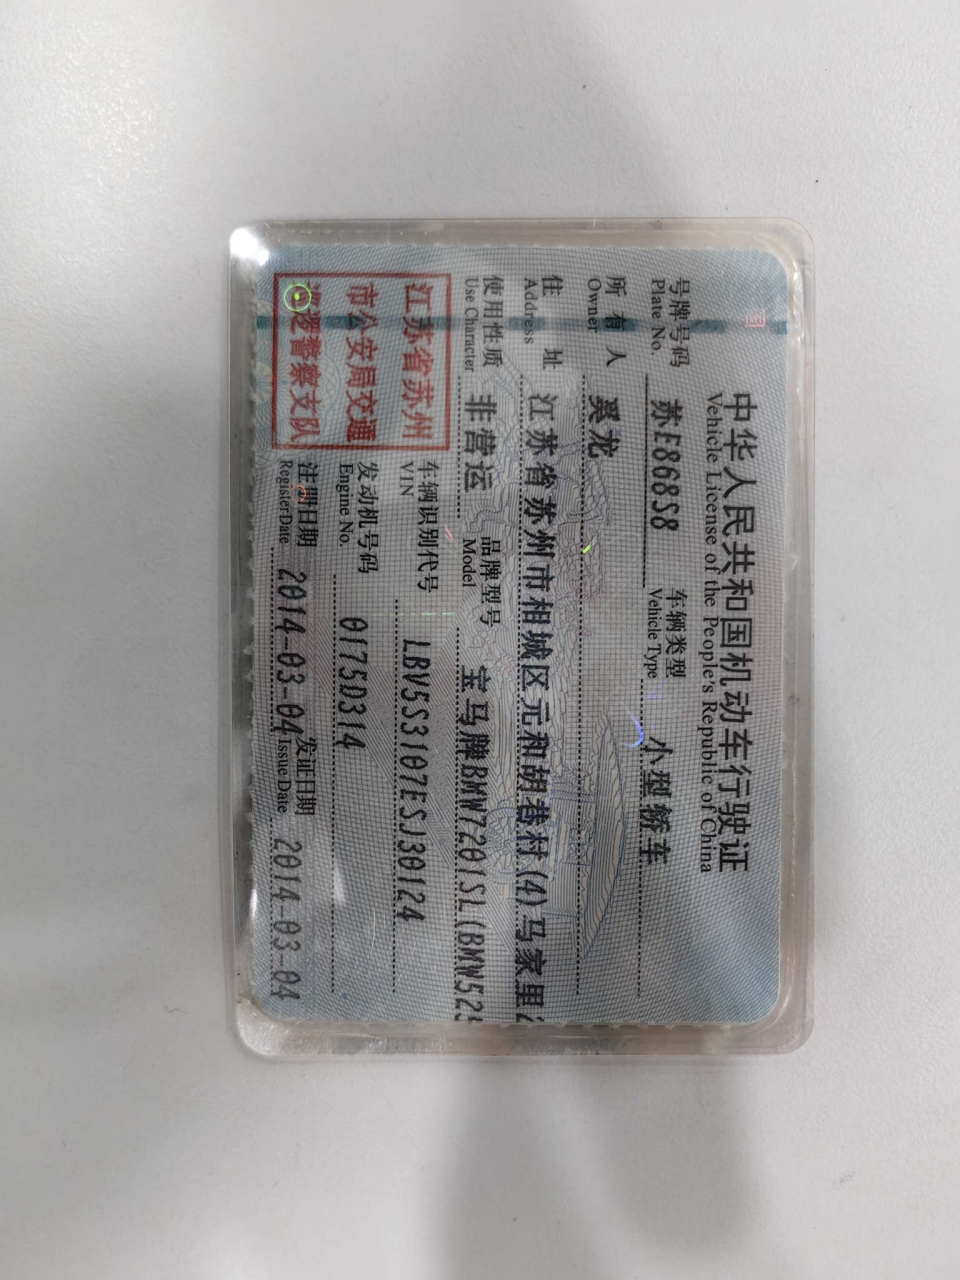 中华人民共和国机动车行驶证
Vehicle License of the People's Republic of China
号牌号码 苏E868S8 车辆类型 小型轿车
Plate No. Vehicle Type
所有人 龙
Owner
住址 江苏省苏州市相城区元和胡巷村(4)马家里2
Address
使用性质 非营运 品牌型号 宝马牌BMW7201SL(BMW52
Use Character Model
江苏省苏州
市公安局交通
巡逻警察支队
车辆识别代号 LBV5S3107ESJ30124
VIN
发动机号码 0175D314
Engine No.
注册日期 2014-03-04 发证日期 2014-03-04
Register Date Issue Date